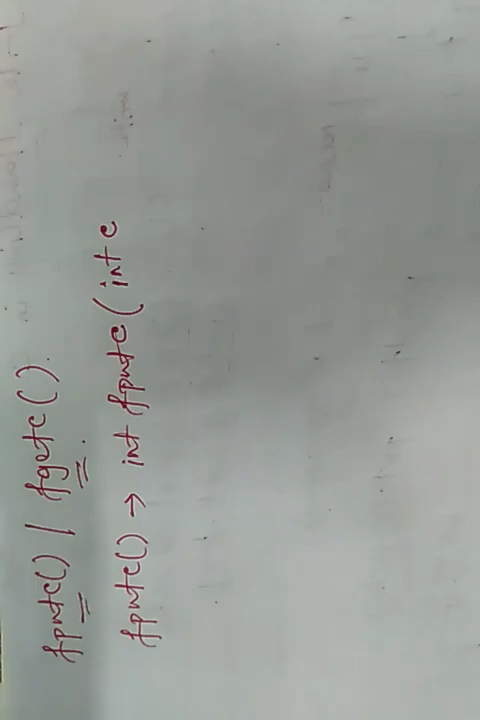 fputc() / fgetc().
fputc() → int fputc( int c